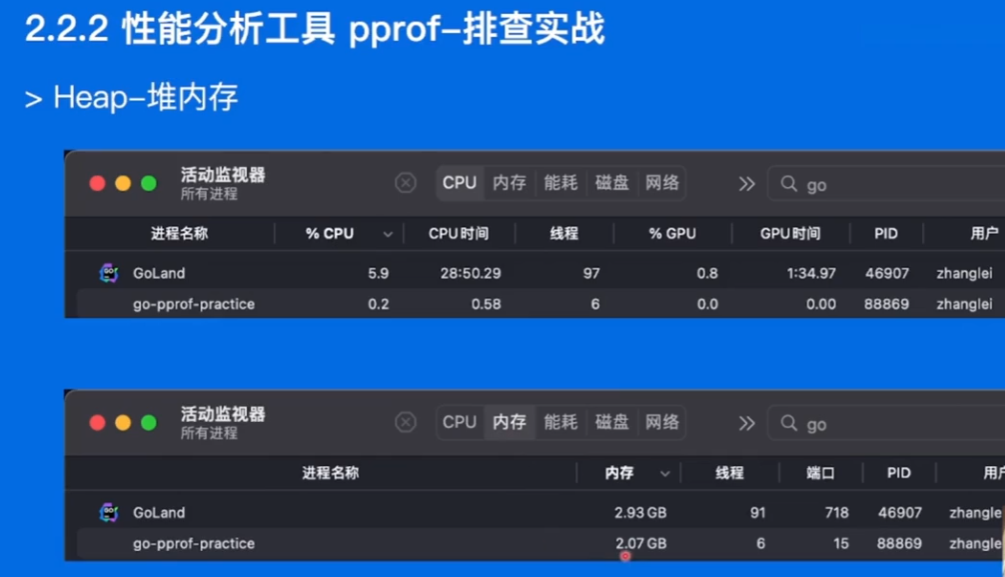 2.2.2 性能分析工具 pprof-排查实战
> Heap-堆内存
活动监视器
所有进程
CPU 内存 能耗 磁盘 网络
go
进程名称 % CPU CPU时间 线程 % GPU GPU时间 PID 用户
GoLand 5.9 28:50.29 97 0.8 1:34.97 46907 zhanglei
go-pprof-practice 0.2 0.58 6 0.0 0.00 88869 zhanglei
活动监视器
所有进程
CPU 内存 能耗 磁盘 网络
go
进程名称 内存 线程 端口 PID 用户
GoLand 2.93 GB 91 718 46907 zhangle
go-pprof-practice 2.07 GB 6 15 88869 zhangle